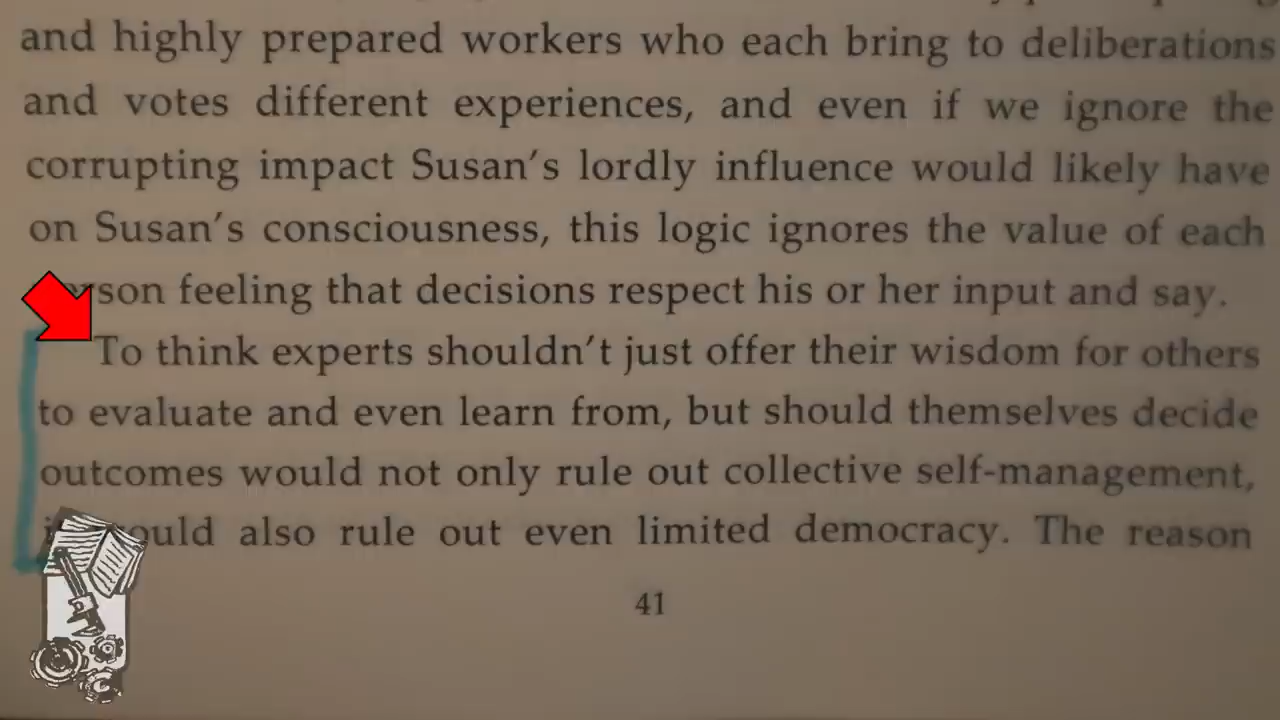 and highly prepared workers who each bring to deliberations
and votes different experiences, and even if we ignore the
corrupting impact Susan's lordly influence would likely have
on Susan's consciousness, this logic ignores the value of each
feeling that decisions respect his or her input and say.
To think experts shouldn't just offer their wisdom for others
to evaluate and even learn from, but should themselves decide
outcomes would not only rule out collective self-management,
would also rule out even limited democracy. The reason
41